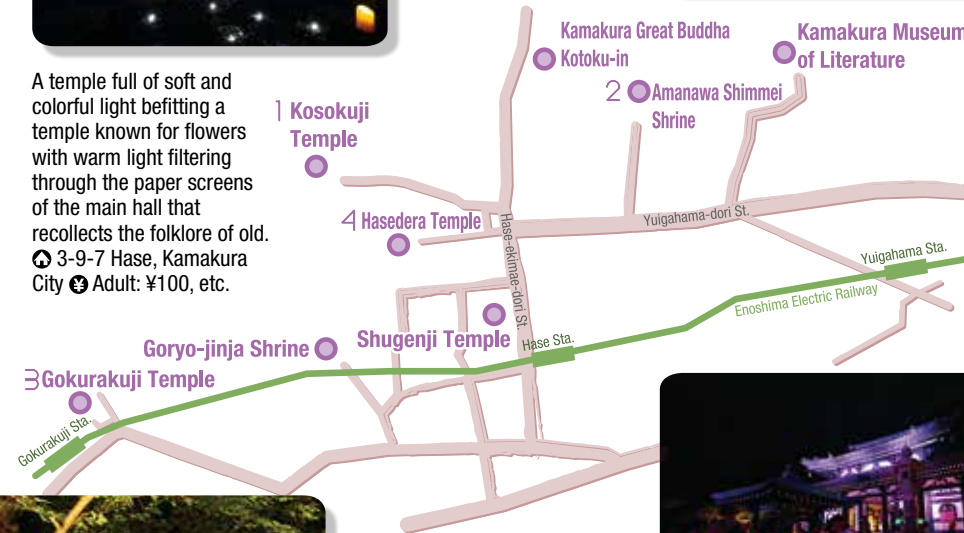 A temple full of soft and
colorful light befitting a
temple known for flowers
with warm light filtering
through the paper screens
of the main hall that
recollects the folklore of old.
3-9-7 Hase, Kamakura
City ¥ Adult: ¥100, etc.
Kamakura Great Buddha
Kotoku-in
Kamakura Museum
of Literature
2 Amanawa Shimmei
Shrine
1 Kosokuji
Temple
4 Hasedera Temple
Hase-ekimae-dori St.
Yuigahama-dori St.
Yuigahama Sta.
Enoshima Electric Railway
Shugenji Temple
Hase Sta.
Goryo-jinja Shrine
3 Gokurakuji Temple
Gokurakuji Sta.